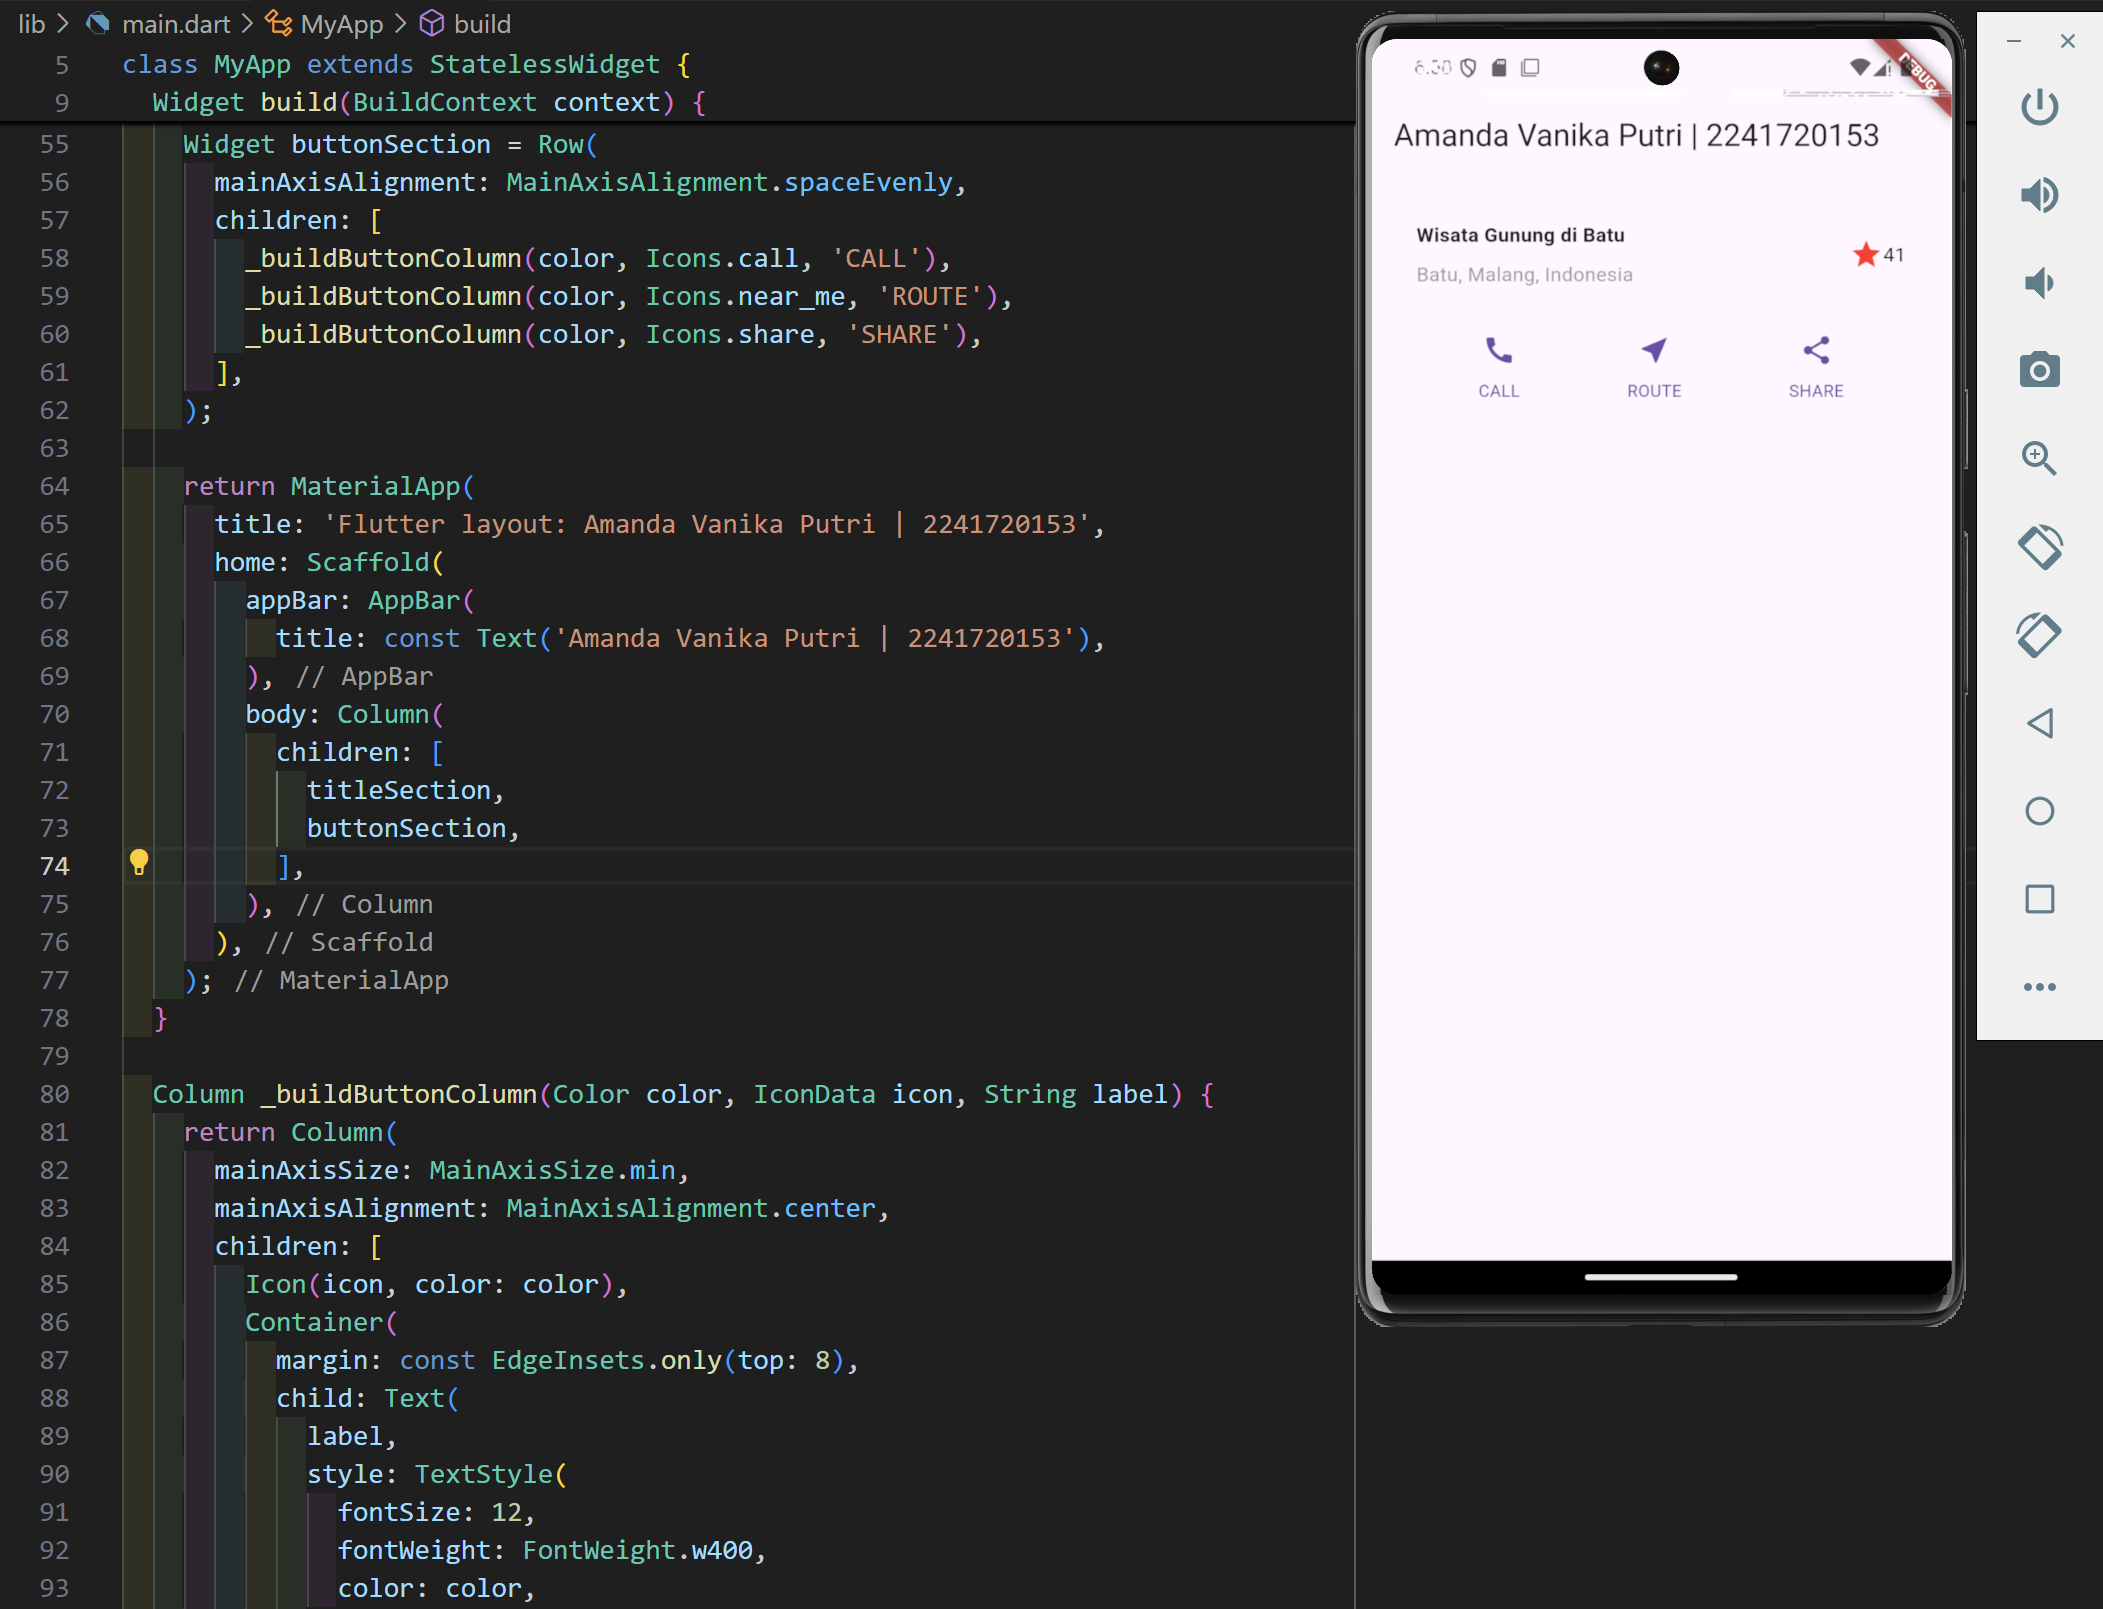 lib > main.dart > MyApp > build
5 class MyApp extends StatelessWidget {
9 Widget build(BuildContext context) {
55 Widget buttonSection = Row(
56 mainAxisAlignment: MainAxisAlignment.spaceEvenly,
57 children: [
58 _buildButtonColumn(color, Icons.call, 'CALL'),
59 _buildButtonColumn(color, Icons.near_me, 'ROUTE'),
60 _buildButtonColumn(color, Icons.share, 'SHARE'),
61 ],
62 );
63
64 return MaterialApp(
65 title: 'Flutter layout: Amanda Vanika Putri | 2241720153',
66 home: Scaffold(
67 appBar: AppBar(
68 title: const Text('Amanda Vanika Putri | 2241720153'),
69 ), // AppBar
70 body: Column(
71 children: [
72 titleSection,
73 buttonSection,
74 ],
75 ), // Column
76 ), // Scaffold
77 ); // MaterialApp
78 }
79
80 Column _buildButtonColumn(Color color, IconData icon, String label) {
81 return Column(
82 mainAxisSize: MainAxisSize.min,
83 mainAxisAlignment: MainAxisAlignment.center,
84 children: [
85 Icon(icon, color: color),
86 Container(
87 margin: const EdgeInsets.only(top: 8),
88 child: Text(
89 label,
90 style: TextStyle(
91 fontSize: 12,
92 fontWeight: FontWeight.w400,
93 color: color,
DEBUG
Amanda Vanika Putri | 2241720153
Wisata Gunung di Batu
41
Batu, Malang, Indonesia
CALL ROUTE SHARE